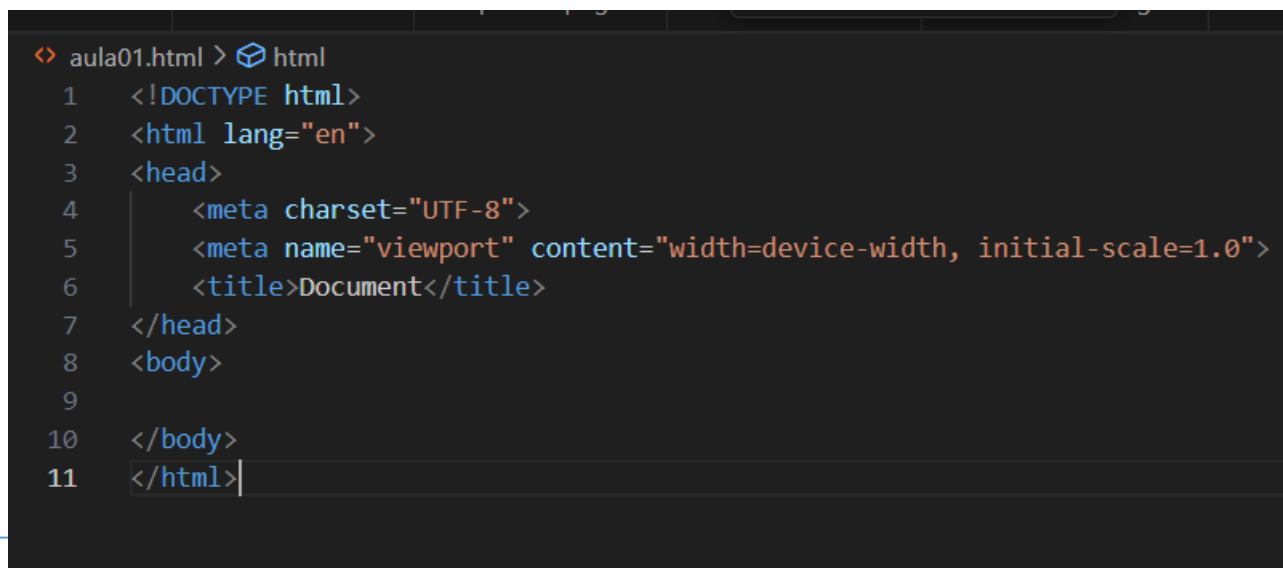 aula01.html > html
1 <!DOCTYPE html>
2 <html lang="en">
3 <head>
4     <meta charset="UTF-8">
5     <meta name="viewport" content="width=device-width, initial-scale=1.0">
6     <title>Document</title>
7 </head>
8 <body>
9
10 </body>
11 </html>